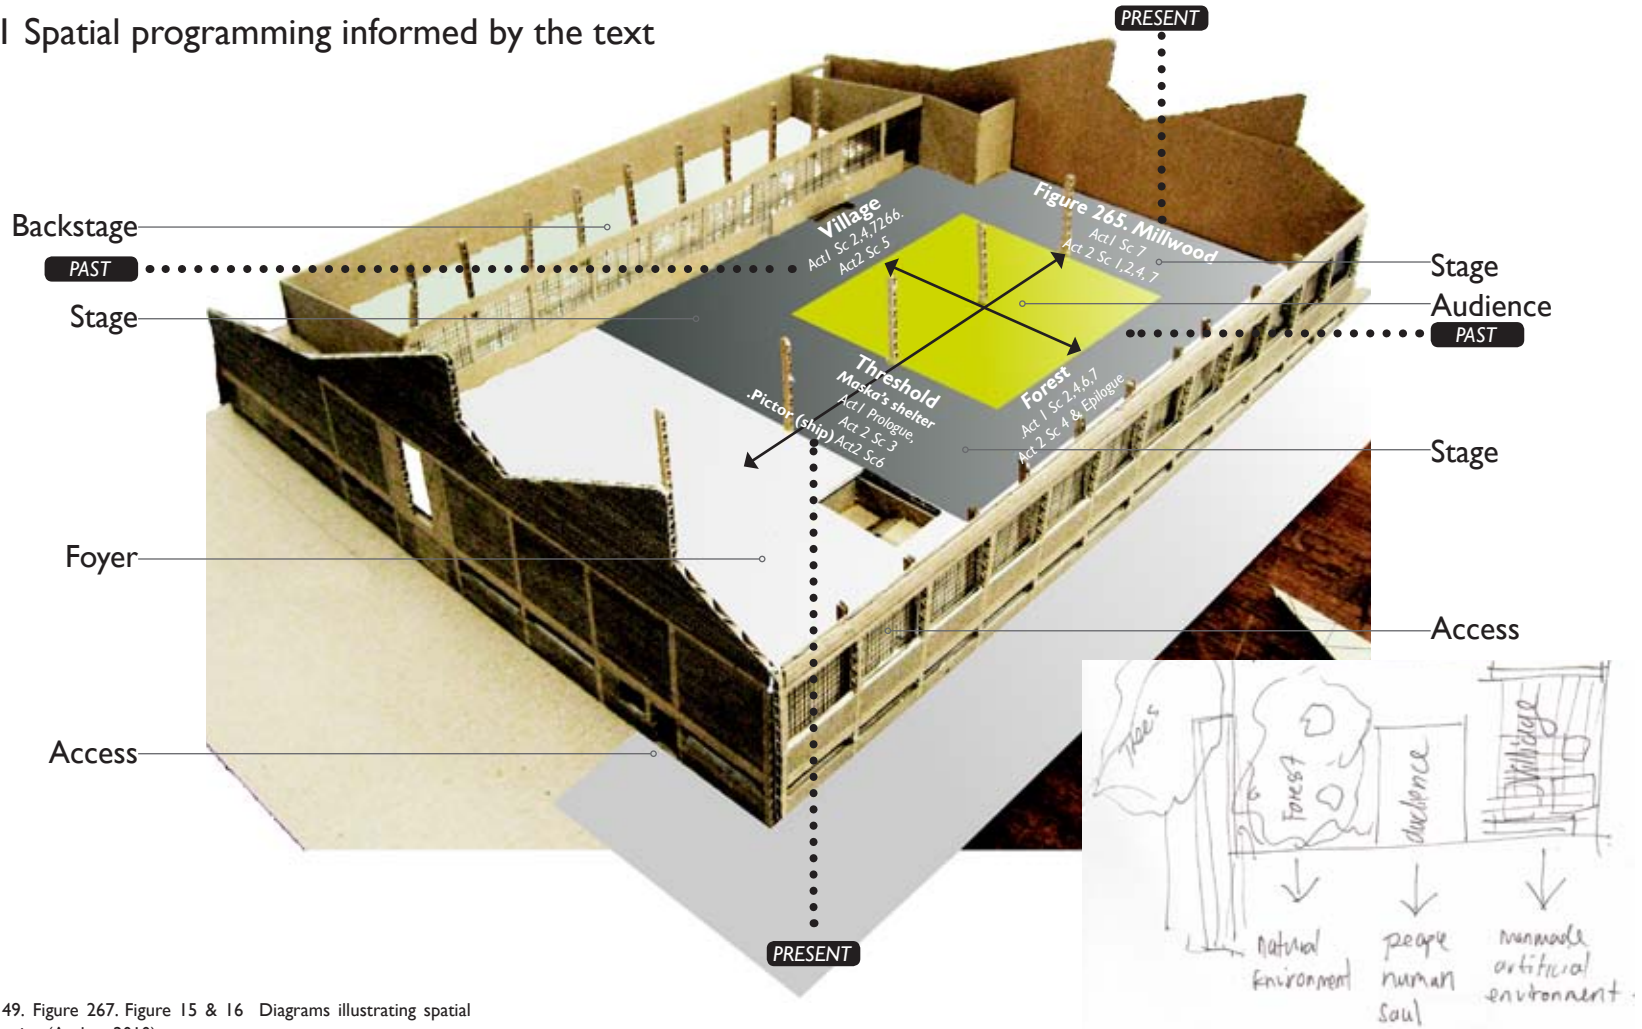 I Spatial programming informed by the text
PRESENT
Backstage
PAST
Stage
Village
Act1 Sc 2,4,7266.
Act2 Sc 5
Figure 265. Millwood
Act1 Sc 7
Act 2 Sc 1,2,4, 7
Stage
Audience
PAST
Threshold
Maska's shelter
Act1 Prologue,
Act 2 Sc 3
.Pictor (ship) Act2 Sc6
Forest
Act 1 Sc 2,4,6,7
Act 2 Sc 4 & Epilogue
Stage
Foyer
Access
Access
PRESENT
Trees
Forest
audience
village
natural
Environment
people
human
soul
manmade
artificial
environment
49. Figure 267. Figure 15 & 16 Diagrams illustrating spatial